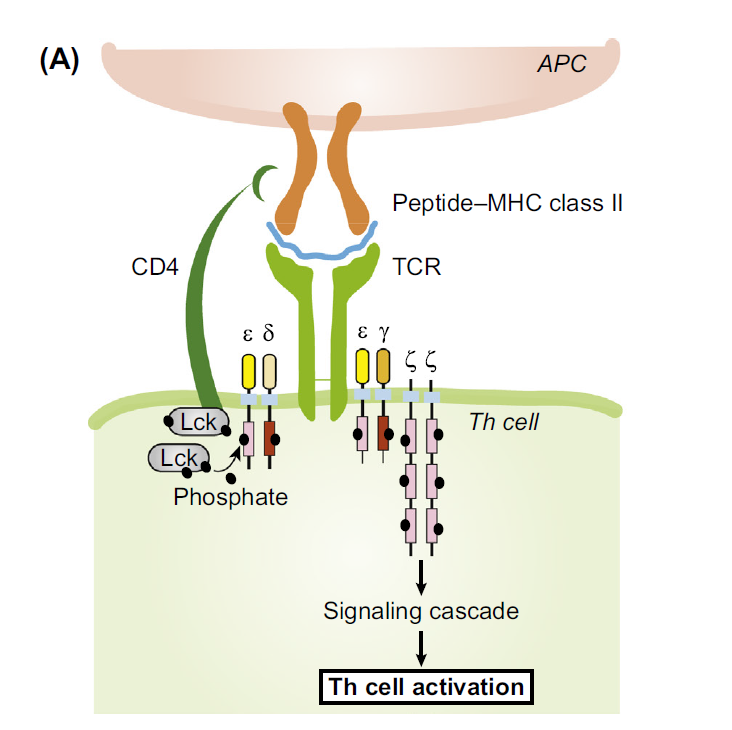 (A)
APC
Peptide–MHC class II
CD4
TCR
ε δ
ε γ
ζ ζ
Lck
Th cell
Lck
Phosphate
Signaling cascade
Th cell activation